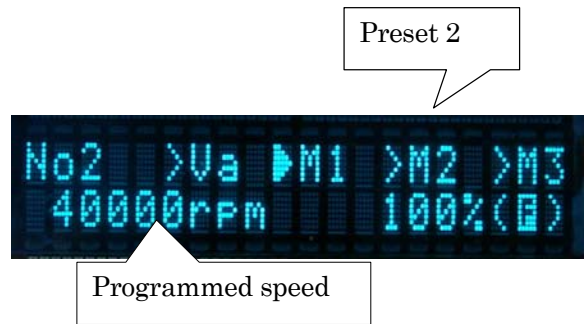 Preset 2
No2 >Va ▶M1 >M2 >M3
40000rpm 100%(F)
Programmed speed